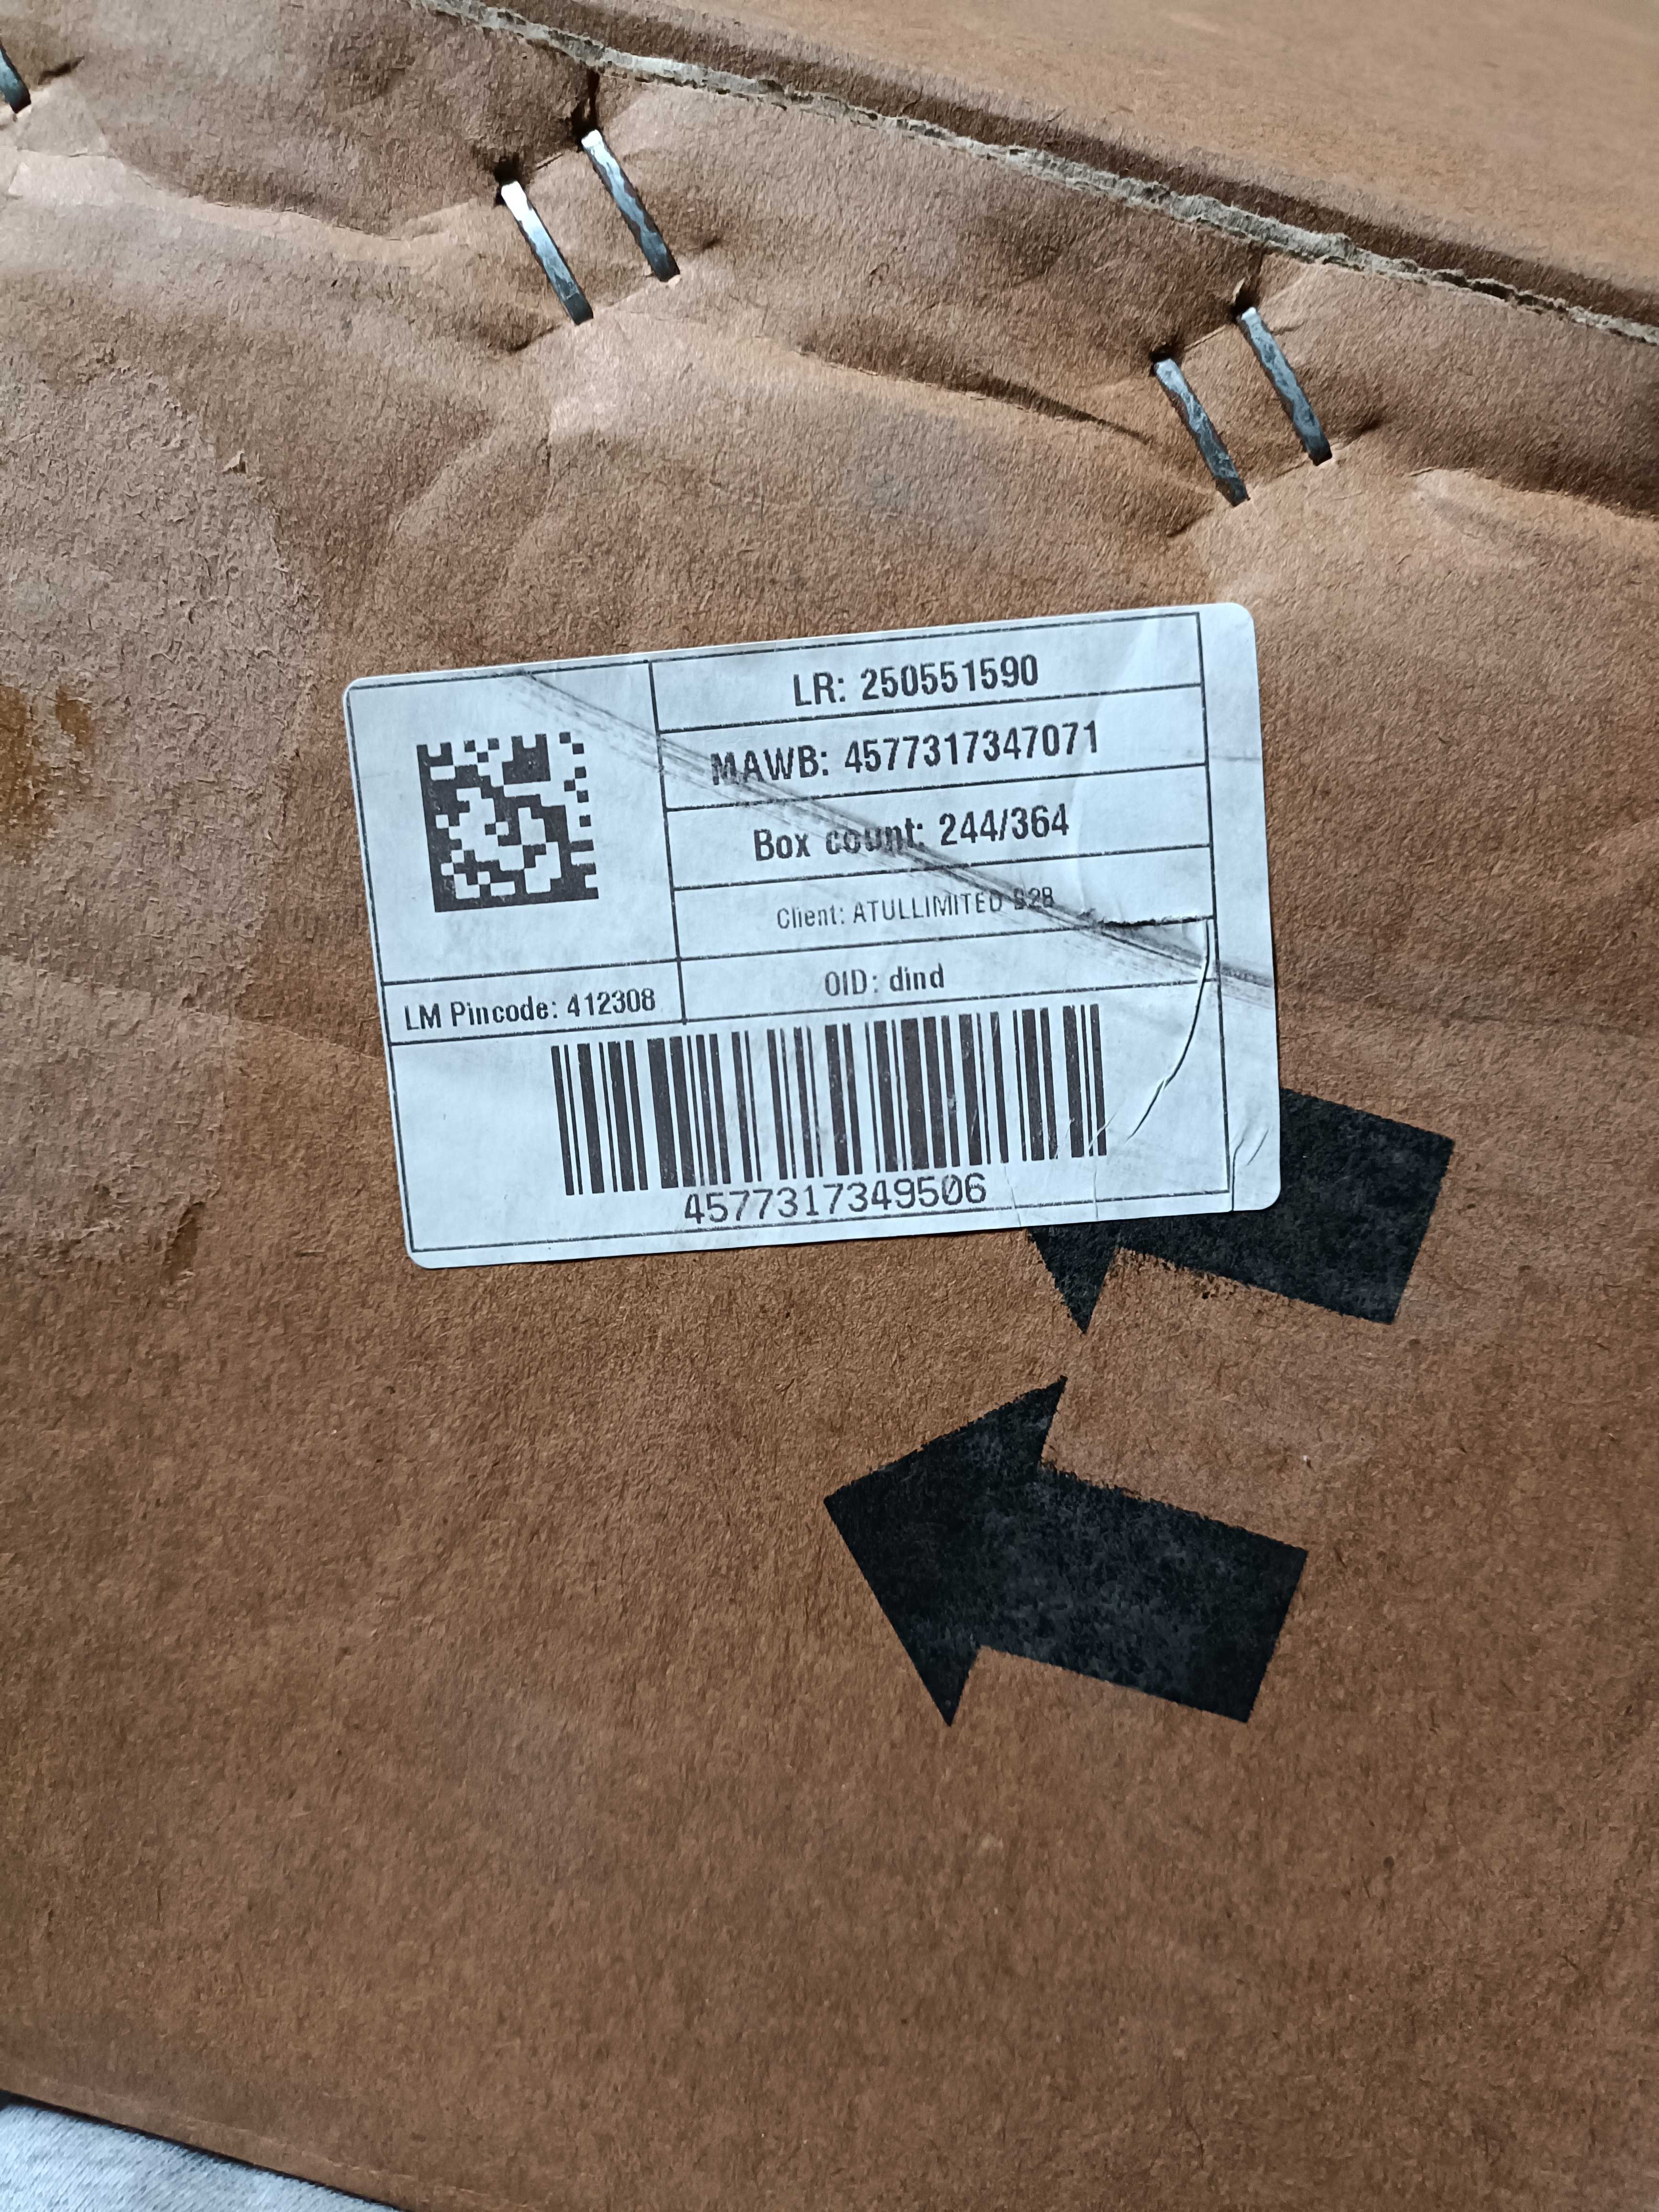 LR: 250551590
MAWB: 4577317347071
Box count: 244/364
Client: ATULLIMITED B2B
OID: dind
LM Pincode: 412308
4577317349506